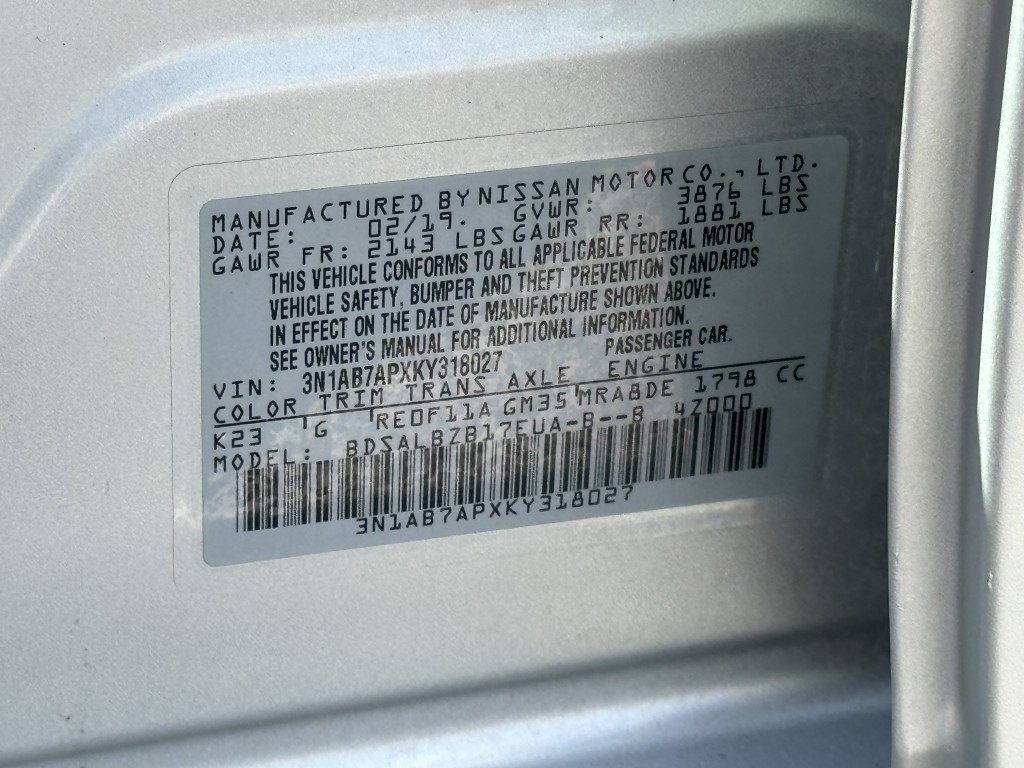 MANUFACTURED BY NISSAN MOTOR CO., LTD.
DATE: 02/19. GVWR: 3876 LBS
GAWR FR: 2143 LBS GAWR RR: 1881 LBS
THIS VEHICLE CONFORMS TO ALL APPLICABLE FEDERAL MOTOR
VEHICLE SAFETY, BUMPER AND THEFT PREVENTION STANDARDS
IN EFFECT ON THE DATE OF MANUFACTURE SHOWN ABOVE.
SEE OWNER'S MANUAL FOR ADDITIONAL INFORMATION.
VIN: 3N1AB7APXKY318027 PASSENGER CAR.
COLOR TRIM TRANS AXLE ENGINE
K23 G RE0F11A GM35 MRA8DE 1798 CC
MODEL: BDSALBZB17EUA-B--B 4Z000
3N1AB7APXKY318027